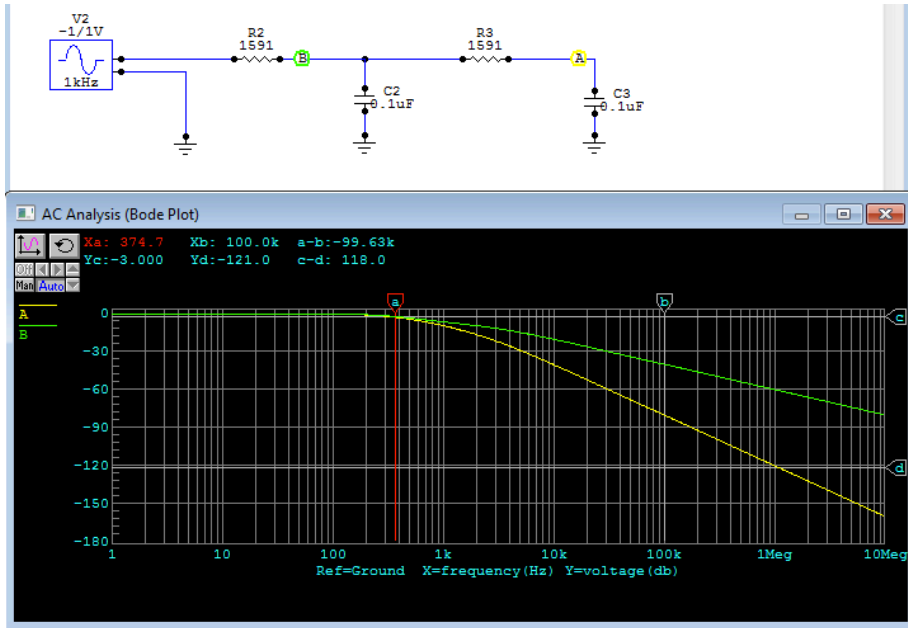 V2
-1/1V
1kHz
R2
1591
B
C2
0.1uF
R3
1591
A
C3
0.1uF
AC Analysis (Bode Plot)
Xa: 374.7 Xb: 100.0k a-b:-99.63k
Yc:-3.000 Yd:-121.0 c-d: 118.0
Off
Man Auto
A
B
a
b
c
d
0
-30
-60
-90
-120
-150
-180
1 10 100 1k 10k 100k 1Meg 10Meg
Ref=Ground X=frequency(Hz) Y=voltage(db)